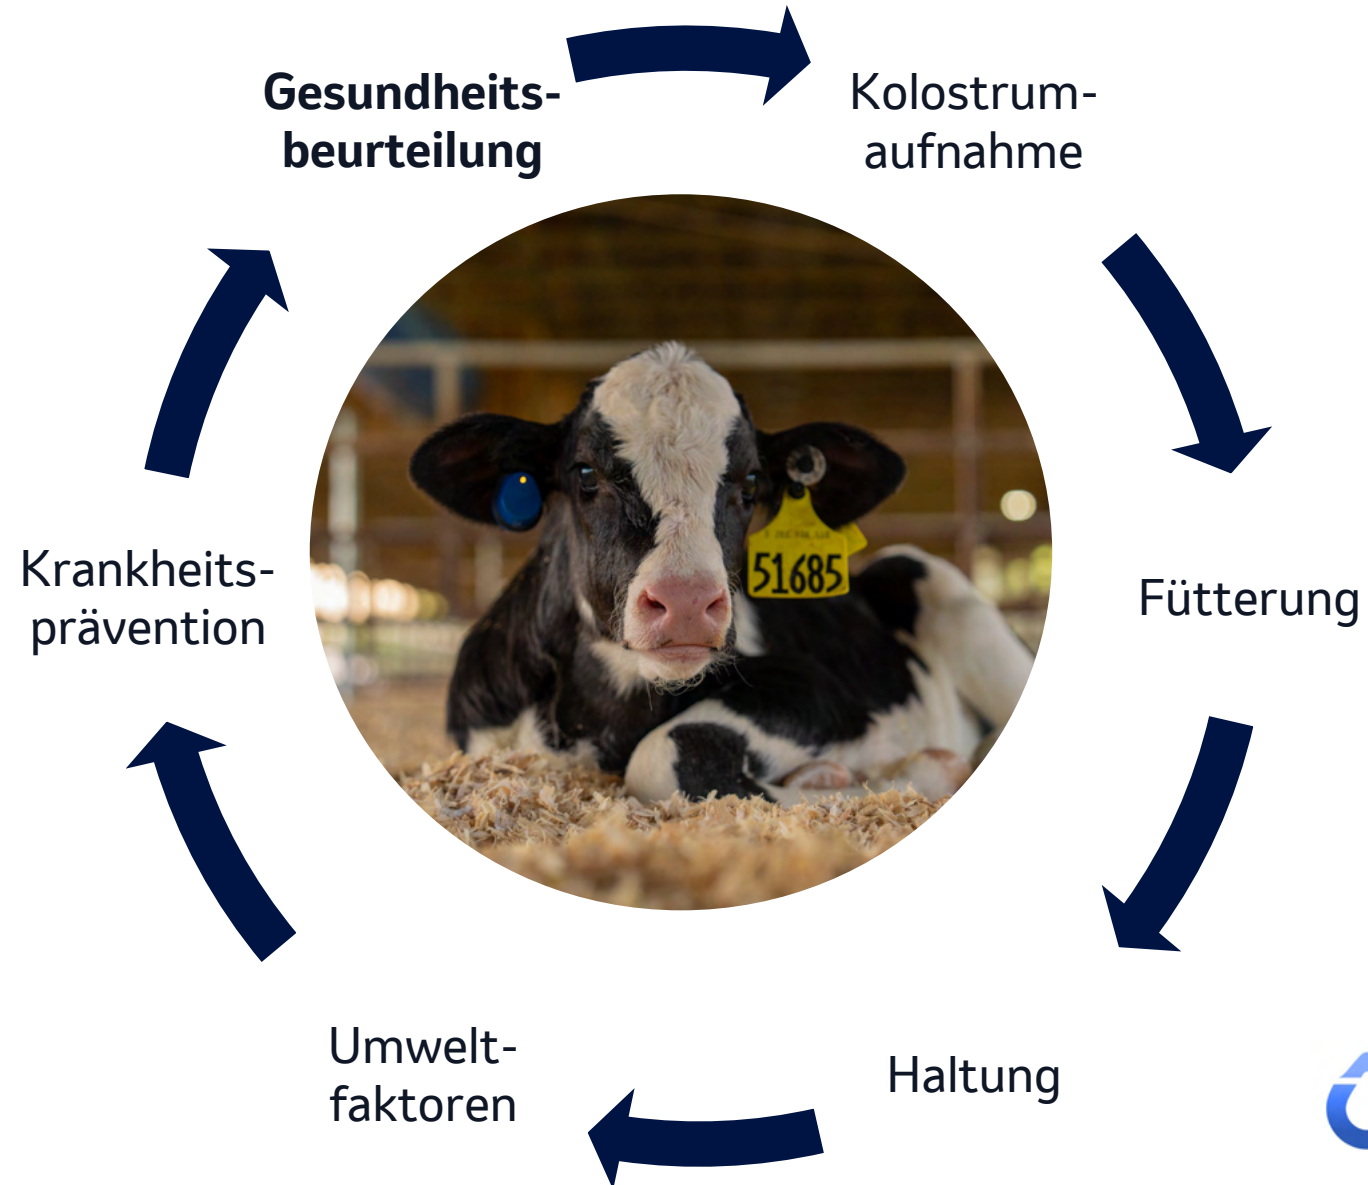 Gesundheits-
beurteilung
Kolostrum-
aufnahme
Fütterung
Haltung
Umwelt-
faktoren
Krankheits-
prävention
51685